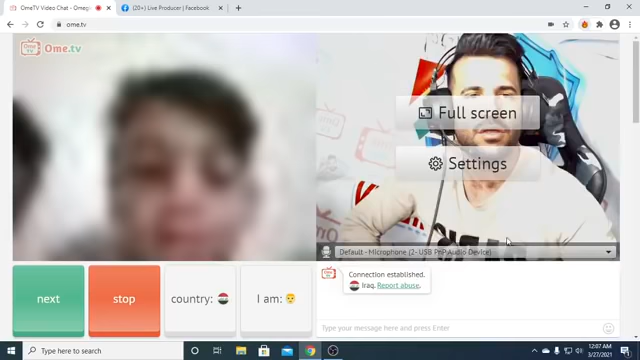 OmeTV Video Chat - Omeg
(20+) Live Producer | Facebook
ome.tv
Ome TV
Ome.tv
Full screen
Settings
Default - Microphone (2- USB PnP Audio Device)
next
stop
country:
I am:
Connection established.
Iraq. Report abuse.
Type your message here and press Enter
Type here to search
12:07 AM
3/27/2021